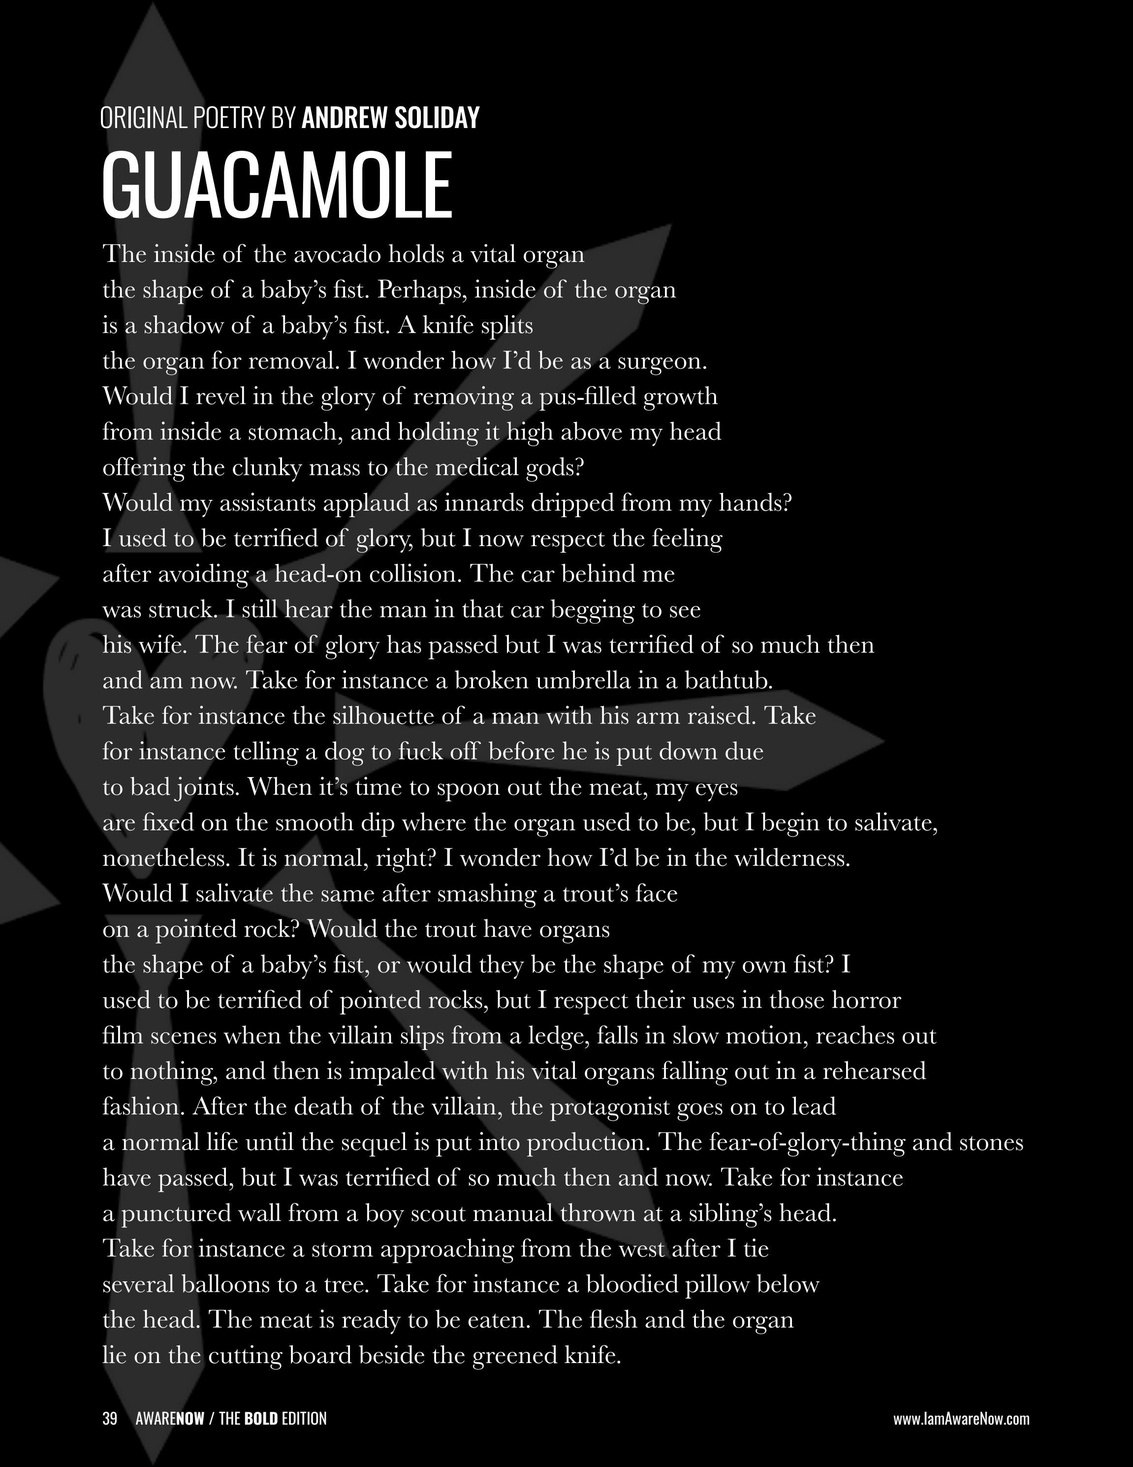 ORIGINAL POETRY BY ANDREW SOLIDAY
GUACAMOLE
The inside of the avocado holds a vital organ
the shape of a baby’s fist. Perhaps, inside of the organ
is a shadow of a baby’s fist. A knife splits
the organ for removal. I wonder how I’d be as a surgeon.
Would I revel in the glory of removing a pus-filled growth
from inside a stomach, and holding it high above my head
offering the clunky mass to the medical gods?
Would my assistants applaud as innards dripped from my hands?
I used to be terrified of glory, but I now respect the feeling
after avoiding a head-on collision. The car behind me
was struck. I still hear the man in that car begging to see
his wife. The fear of glory has passed but I was terrified of so much then
and am now. Take for instance a broken umbrella in a bathtub.
Take for instance the silhouette of a man with his arm raised. Take
for instance telling a dog to fuck off before he is put down due
to bad joints. When it’s time to spoon out the meat, my eyes
are fixed on the smooth dip where the organ used to be, but I begin to salivate,
nonetheless. It is normal, right? I wonder how I’d be in the wilderness.
Would I salivate the same after smashing a trout’s face
on a pointed rock? Would the trout have organs
the shape of a baby’s fist, or would they be the shape of my own fist? I
used to be terrified of pointed rocks, but I respect their uses in those horror
film scenes when the villain slips from a ledge, falls in slow motion, reaches out
to nothing, and then is impaled with his vital organs falling out in a rehearsed
fashion. After the death of the villain, the protagonist goes on to lead
a normal life until the sequel is put into production. The fear-of-glory-thing and stones
have passed, but I was terrified of so much then and now. Take for instance
a punctured wall from a boy scout manual thrown at a sibling’s head.
Take for instance a storm approaching from the west after I tie
several balloons to a tree. Take for instance a bloodied pillow below
the head. The meat is ready to be eaten. The flesh and the organ
lie on the cutting board beside the greened knife.
39 AWARENOW / THE BOLD EDITION
www.IamAwareNow.com